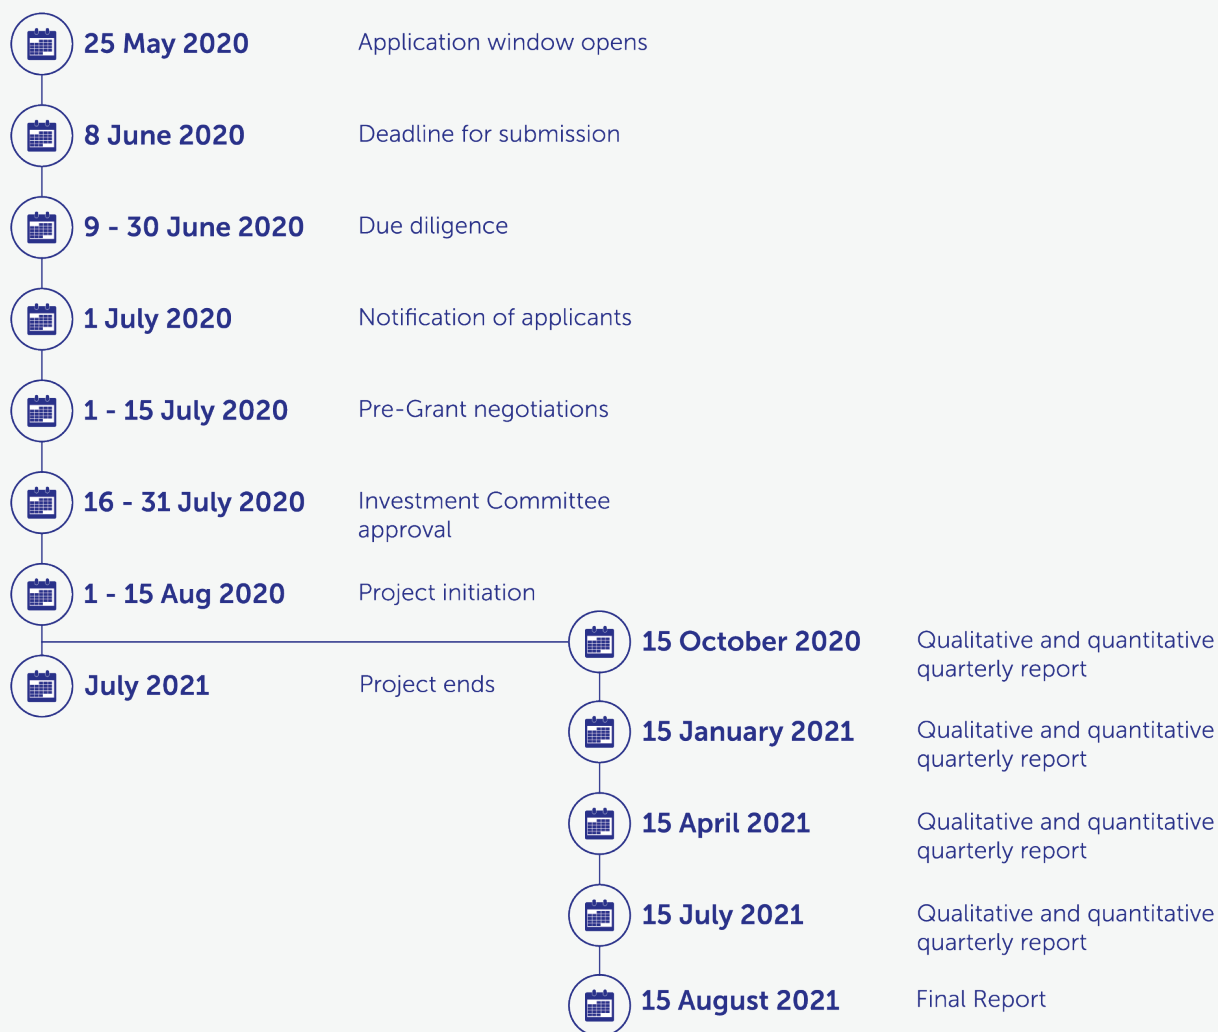 25 May 2020 Application window opens
8 June 2020 Deadline for submission
9 - 30 June 2020 Due diligence
1 July 2020 Notification of applicants
1 - 15 July 2020 Pre-Grant negotiations
16 - 31 July 2020 Investment Committee
approval
1 - 15 Aug 2020 Project initiation
July 2021 Project ends
15 October 2020 Qualitative and quantitative
quarterly report
15 January 2021 Qualitative and quantitative
quarterly report
15 April 2021 Qualitative and quantitative
quarterly report
15 July 2021 Qualitative and quantitative
quarterly report
15 August 2021 Final Report